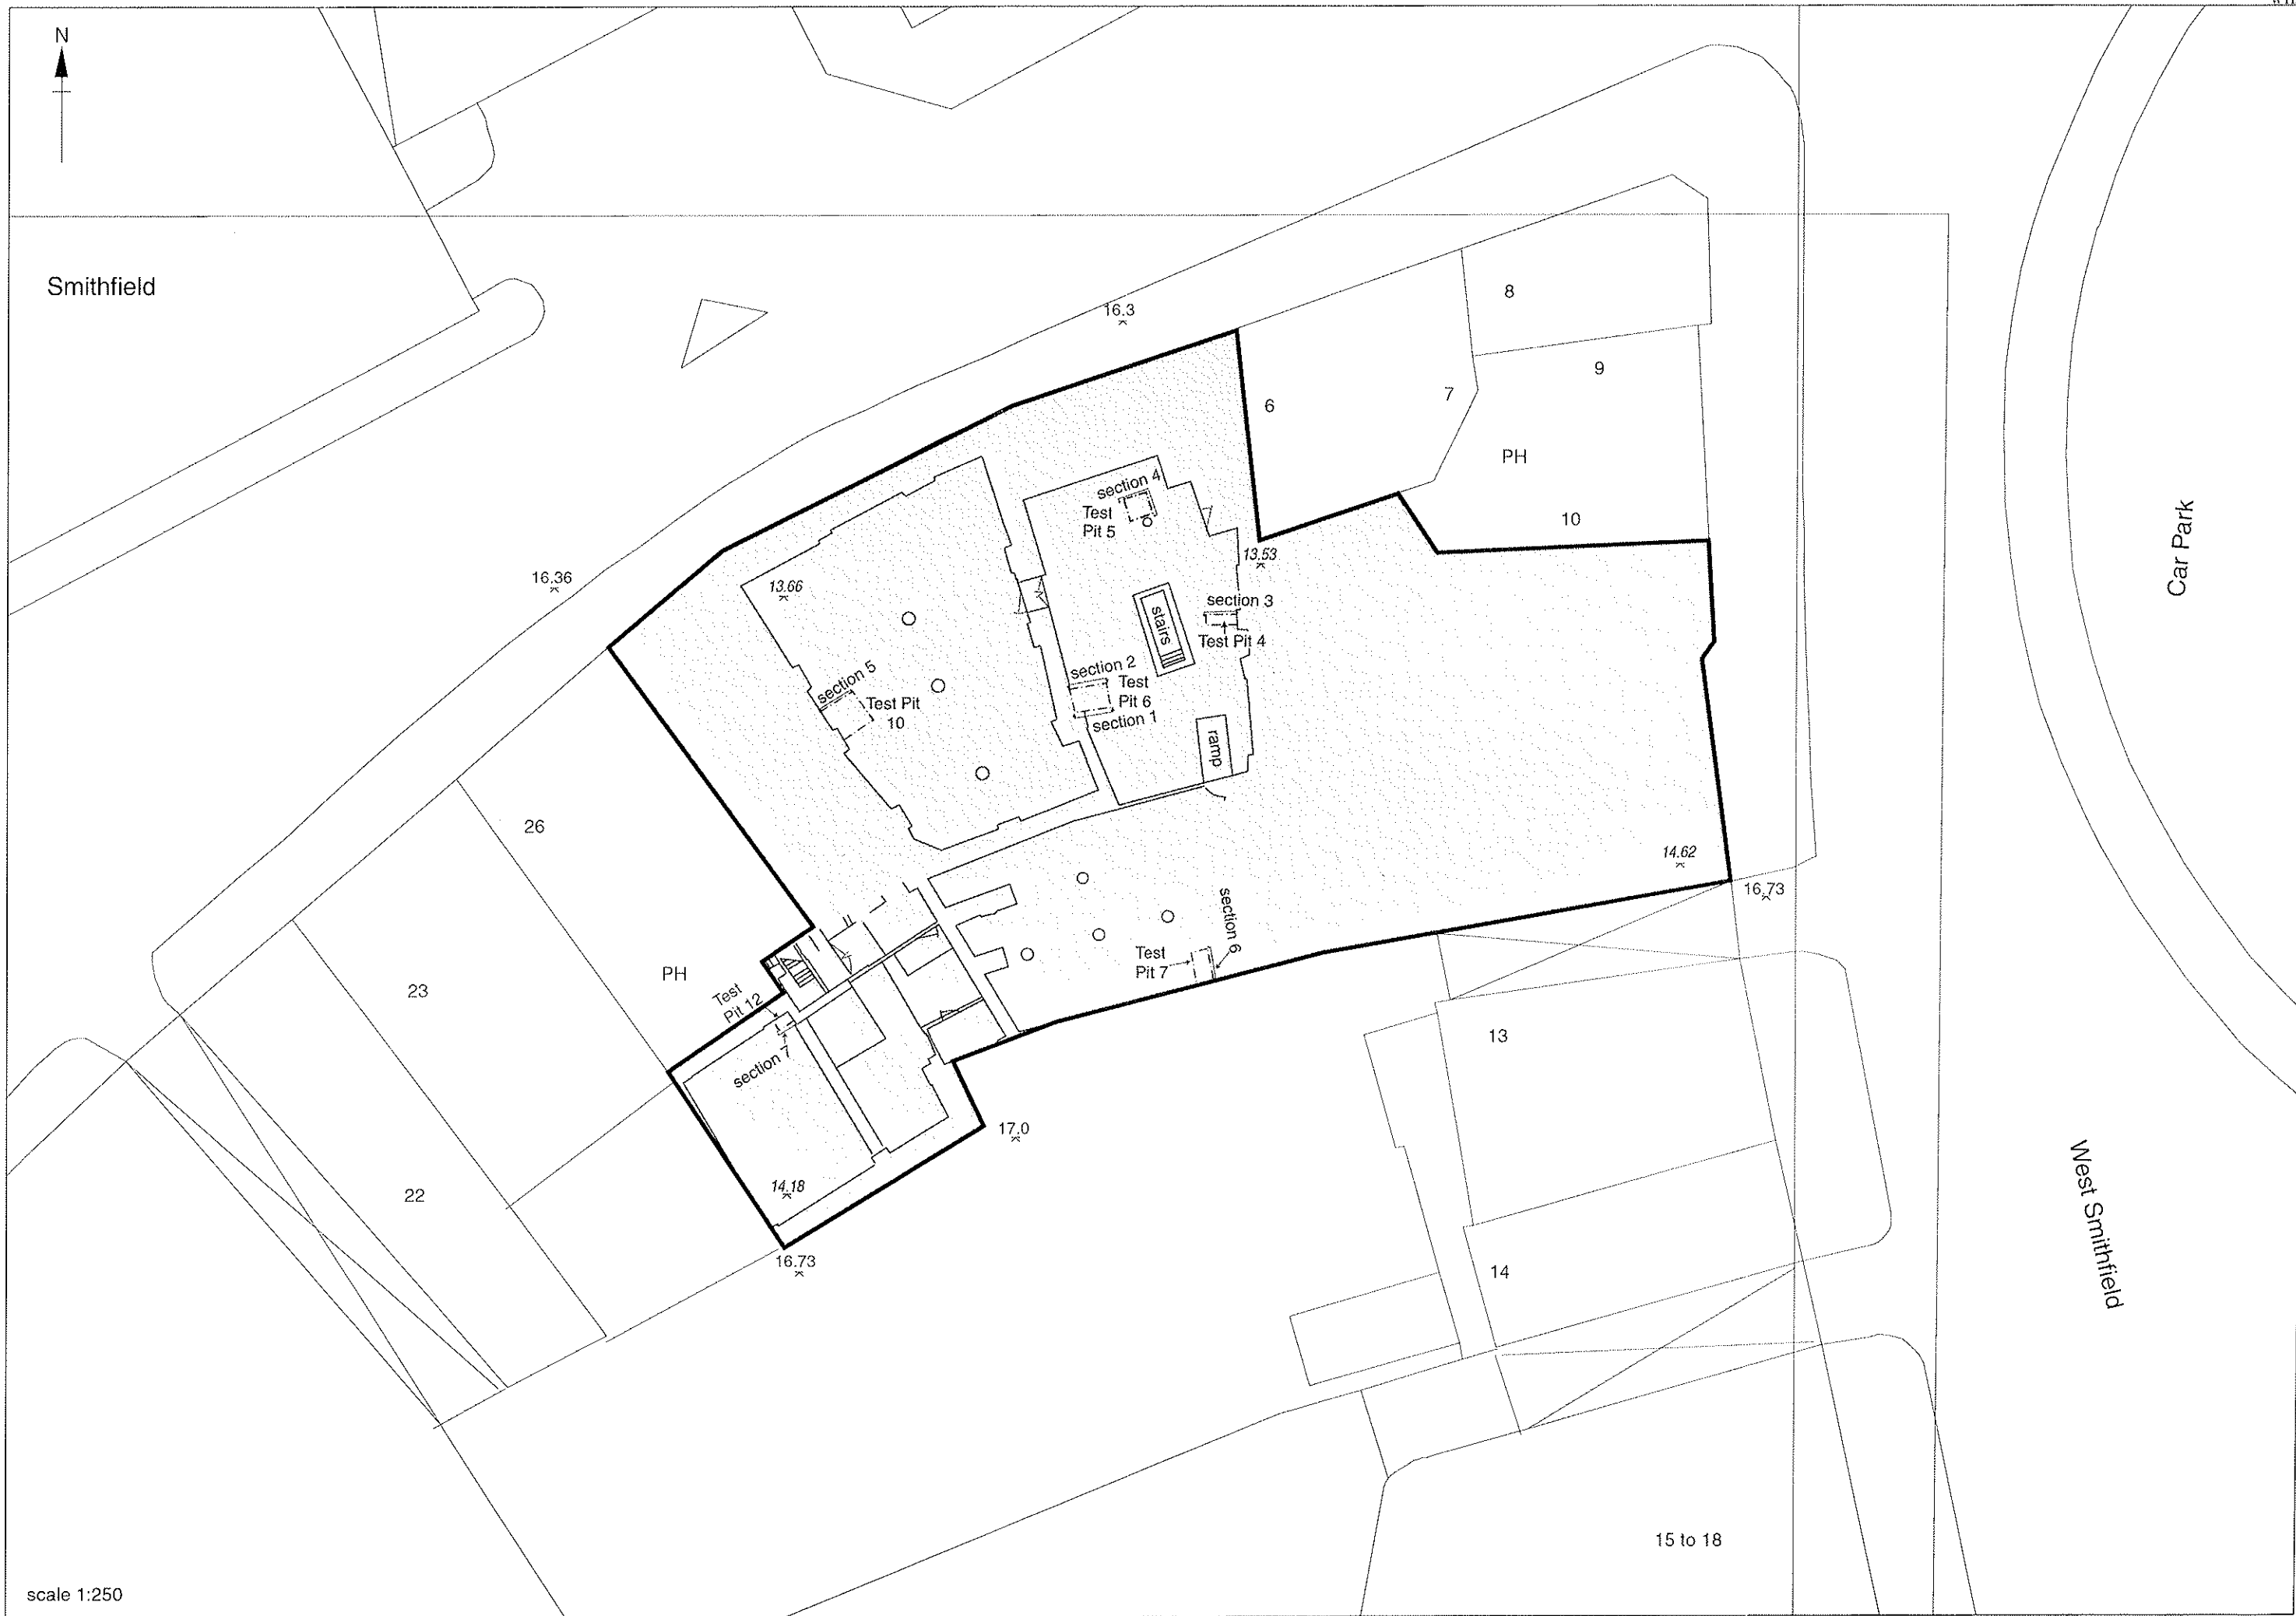 N
Smithfield
16.3
8
9
6
7
PH
10
section 4
Test
Pit 5
13.53
16.36
13.66
section 3
Test Pit 4
stairs
section 2
Test
Pit 6
section 1
section 5
Test Pit
10
ramp
Car Park
26
14.62
16.73
section 6
Test
Pit 7
PH
23
Test
Pit 12
section 7
13
17.0
22
14.18
16.73
West Smithfield
14
15 to 18
scale 1:250